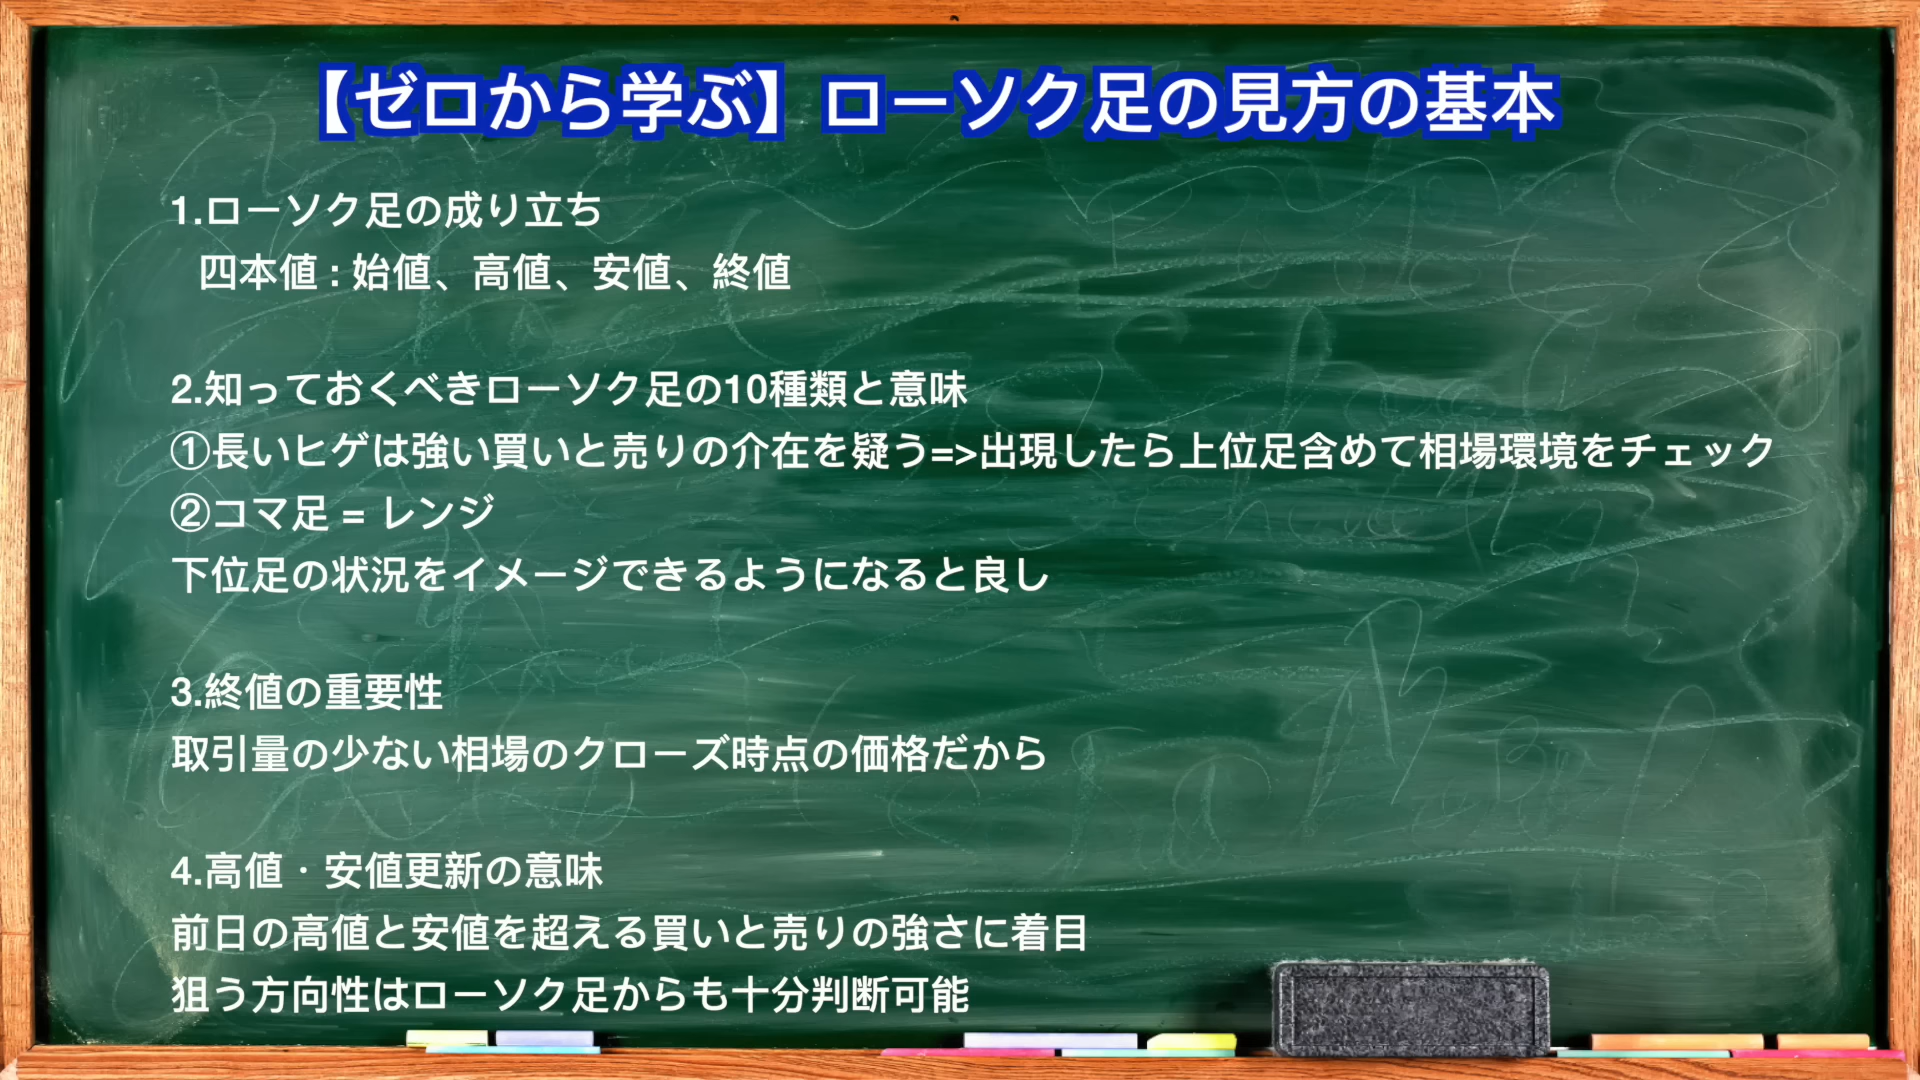 【ゼロから学ぶ】ローソク足の見方の基本
1.ローソク足の成り立ち
四本値 : 始値、高値、安値、終値
2.知っておくべきローソク足の10種類と意味
①長いヒゲは強い買いと売りの介在を疑う=>出現したら上位足含めて相場環境をチェック
②コマ足 = レンジ
下位足の状況をイメージできるようになると良し
3.終値の重要性
取引量の少ない相場のクローズ時点の価格だから
4.高値・安値更新の意味
前日の高値と安値を超える買いと売りの強さに着目
狙う方向性はローソク足からも十分判断可能